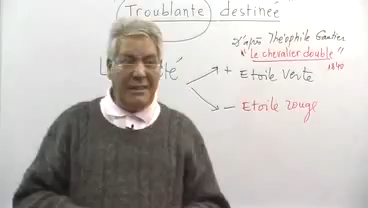 Troublante destinée
D'après Théophile Gautier
"Le chevalier double"
1840
+ Etoile Verte
- Etoile rouge